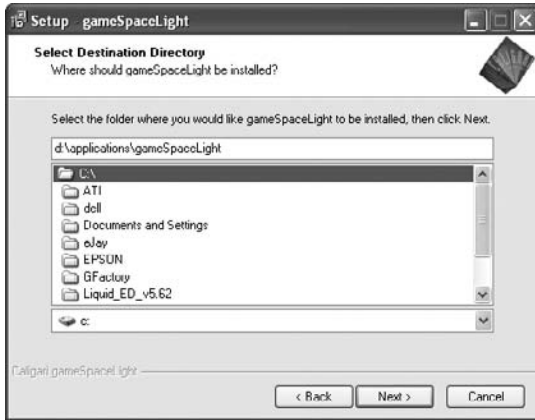 Setup gameSpaceLight
Select Destination Directory
Where should gameSpaceLight be installed?
Select the folder where you would like gameSpaceLight to be installed, then click Next.
d:\applications\gameSpaceLight
C:\
ATI
dell
Documents and Settings
eJay
EPSON
GFactory
Liquid_ED_v5.62
c:
Caligari gameSpaceLight
< Back
Next >
Cancel